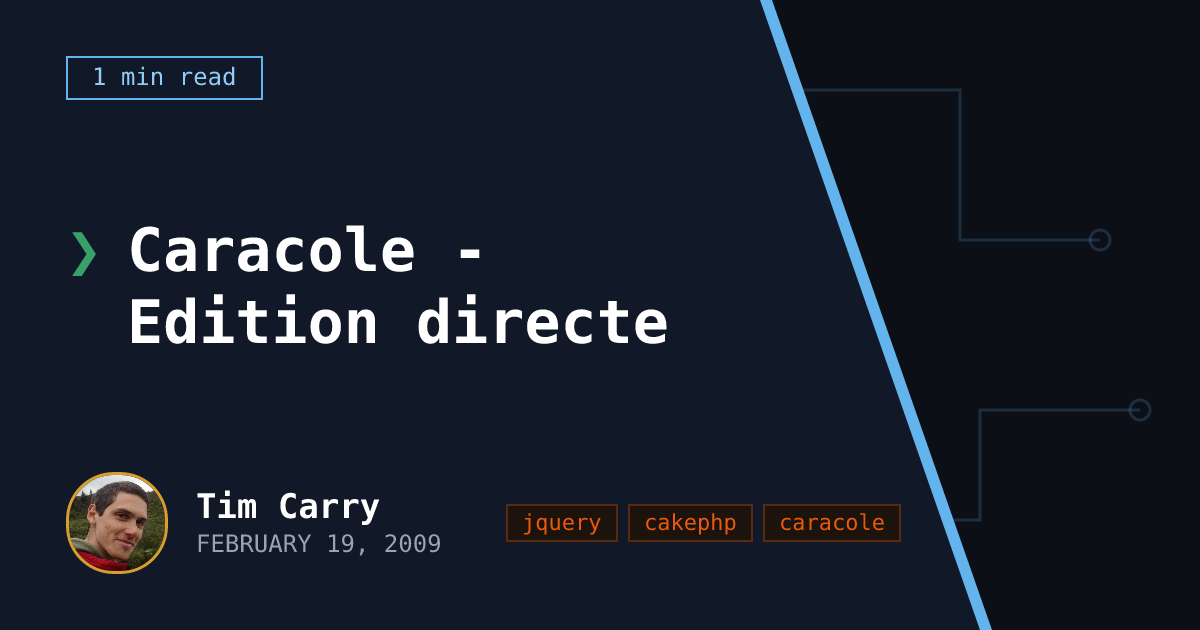 1 min read
❯ Caracole -
Edition directe
Tim Carry
FEBRUARY 19, 2009
jquery cakephp caracole